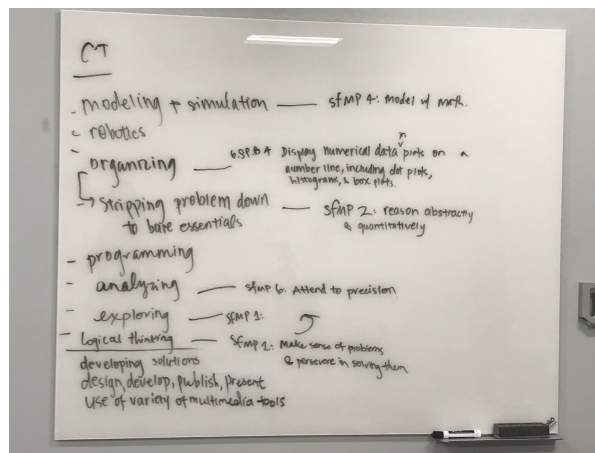 CT
- modeling + simulation — SfMP 4: Model w/ math.
- robotics
- organizing — 6.SP.B.4 Display numerical data in plots on a
number line, including dot plots,
histograms, & box plots.
→ stripping problem down
to bare essentials — SfMP 2: reason abstractly
& quantitatively
- programming
- analyzing — SfMP 6: Attend to precision
- exploring — SfMP 1:
- Logical thinking — SfMP 1: Make sense of problems
& persevere in solving them
developing solutions
design, develop, publish, present
use of variety of multimedia tools